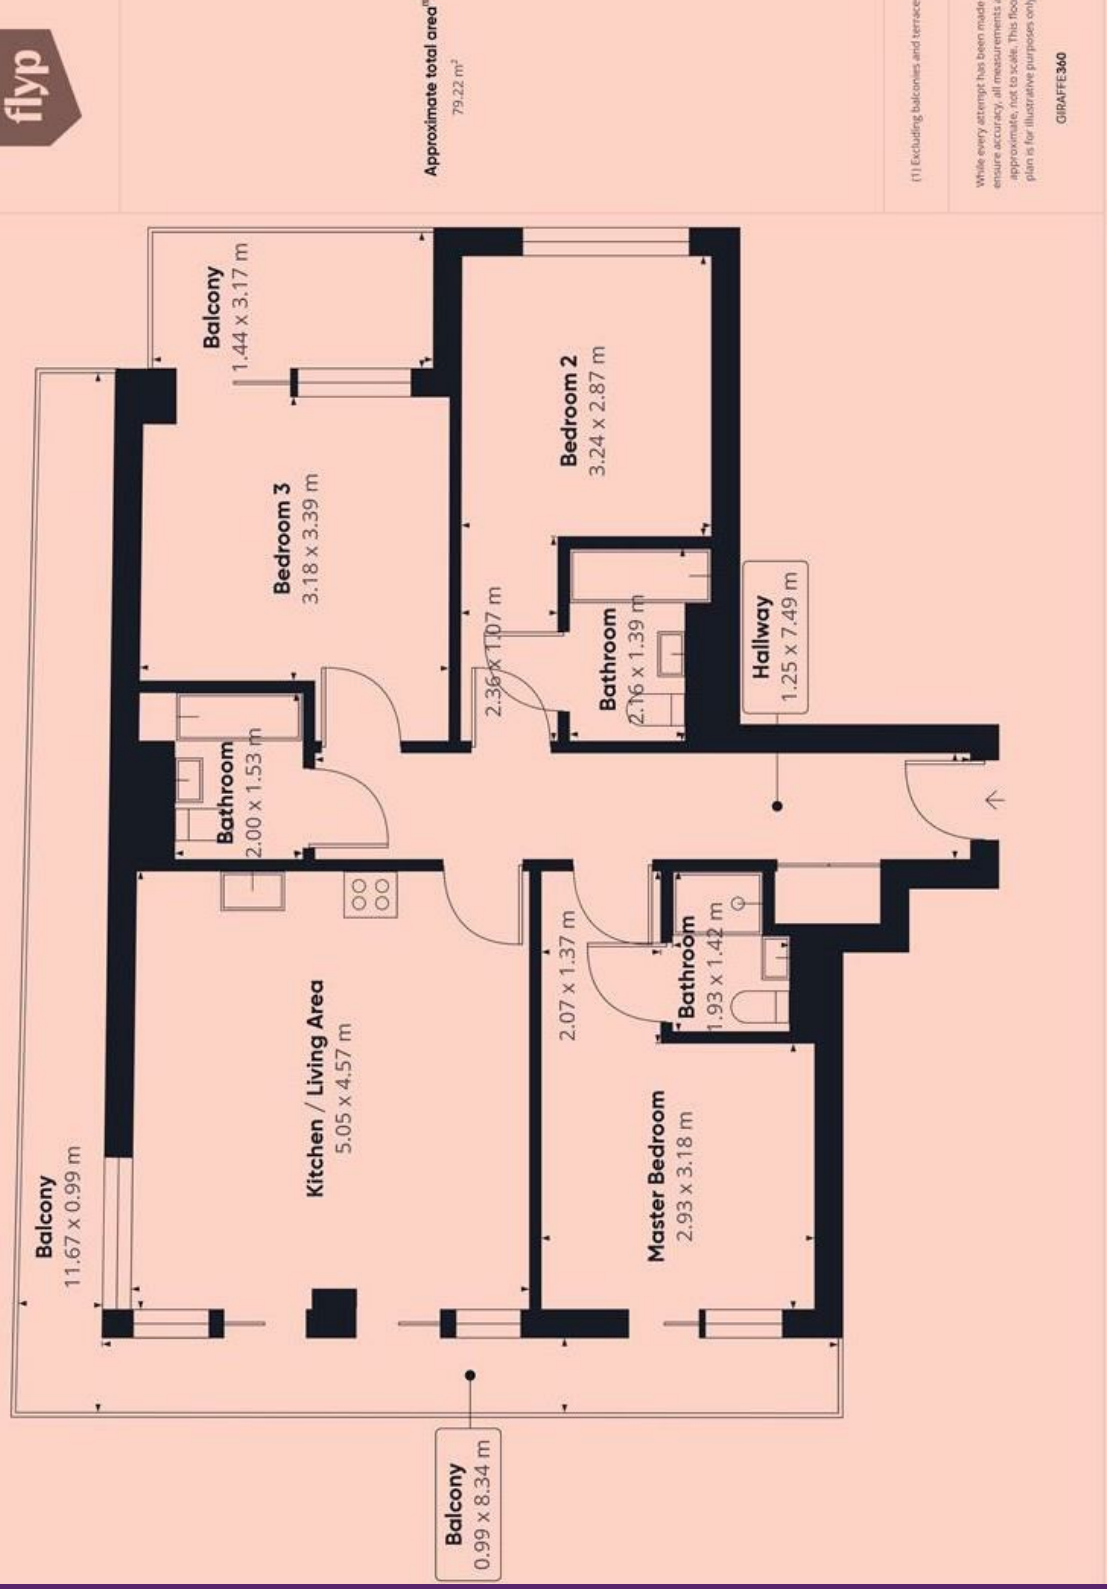 flyp
Approximate total area⁽¹⁾
79.22 m²
(1) Excluding balconies and terraces
While every attempt has been made
ensure accuracy, all measurements
approximate, not to scale. This
plan is for illustrative purposes only
GIRAFFE360
Balcony
11.67 x 0.99 m
Balcony
1.44 x 3.17 m
Bedroom 3
3.18 x 3.39 m
Bathroom
2.00 x 1.53 m
Kitchen / Living Area
5.05 x 4.57 m
Balcony
0.99 x 8.34 m
Bedroom 2
3.24 x 2.87 m
2.36 x 1.07 m
Bathroom
2.16 x 1.39 m
2.07 x 1.37 m
Master Bedroom
2.93 x 3.18 m
Bathroom
1.93 x 1.42 m
Hallway
1.25 x 7.49 m